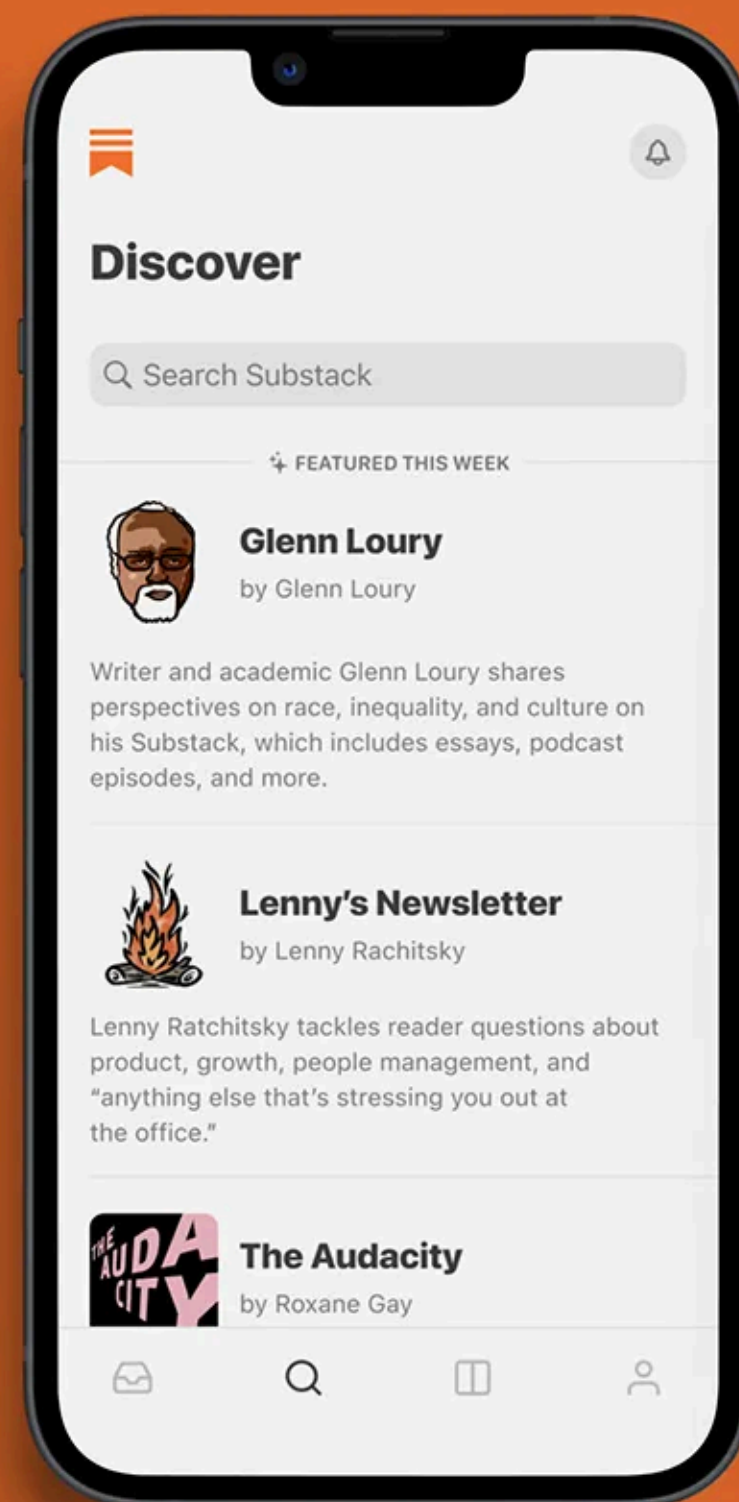 Discover
Search Substack
FEATURED THIS WEEK
Glenn Loury
by Glenn Loury
Writer and academic Glenn Loury shares
perspectives on race, inequality, and culture on
his Substack, which includes essays, podcast
episodes, and more.
Lenny’s Newsletter
by Lenny Rachitsky
Lenny Ratchitsky tackles reader questions about
product, growth, people management, and
“anything else that’s stressing you out at
the office.”
THE
AUDA
CITY
The Audacity
by Roxane Gay